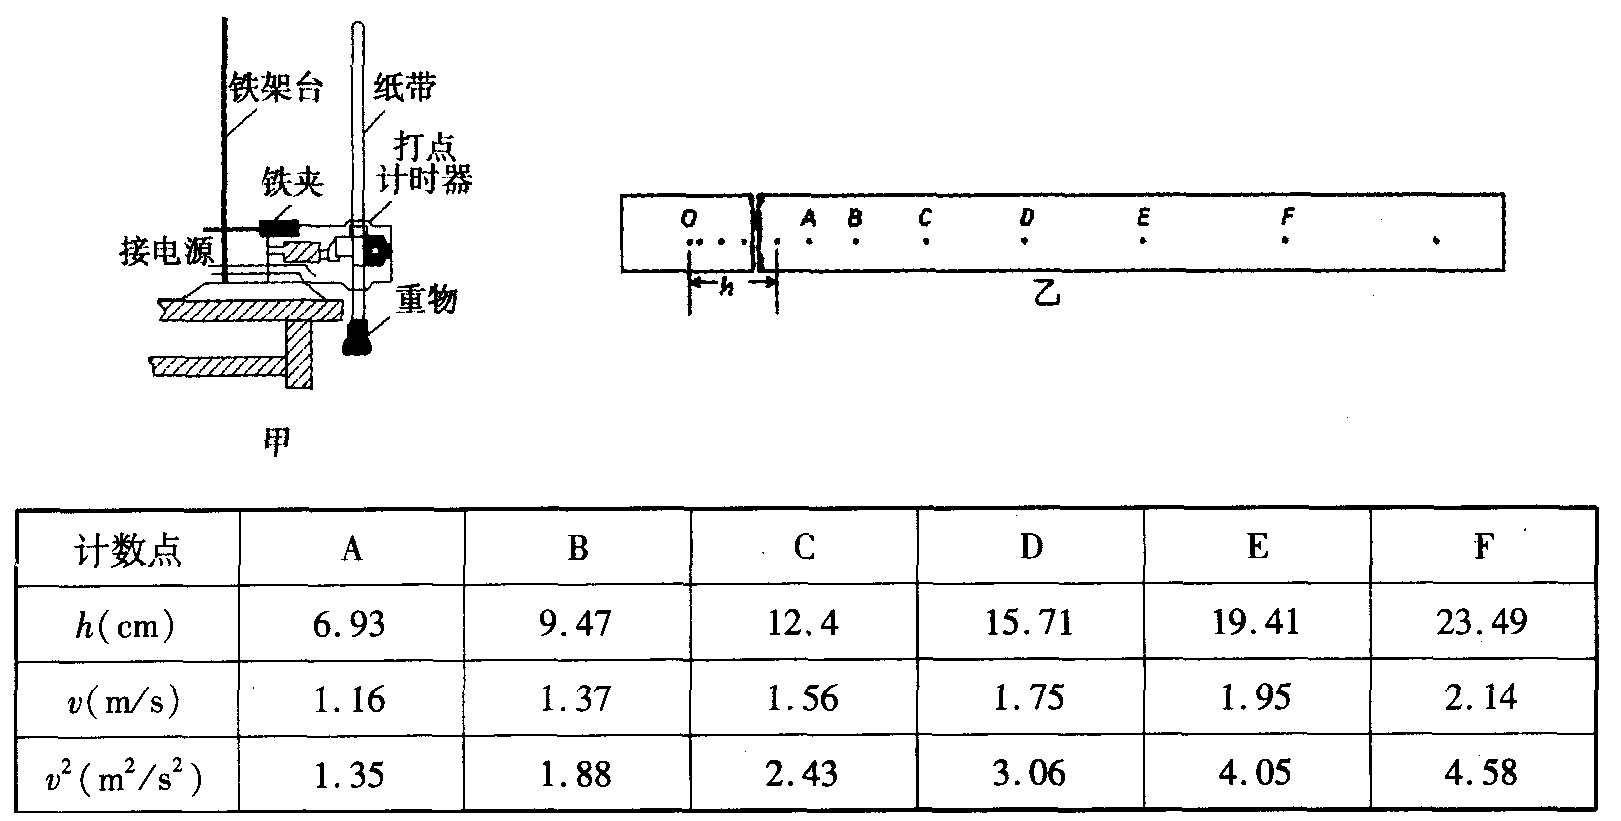 铁架台
纸带
打点
计时器
铁夹
接电源
重物
甲
O A B C D E F
h
乙
计数点 A B C D E F
h(cm) 6.93 9.47 12.4 15.71 19.41 23.49
v(m/s) 1.16 1.37 1.56 1.75 1.95 2.14
v²(m²/s²) 1.35 1.88 2.43 3.06 4.05 4.58